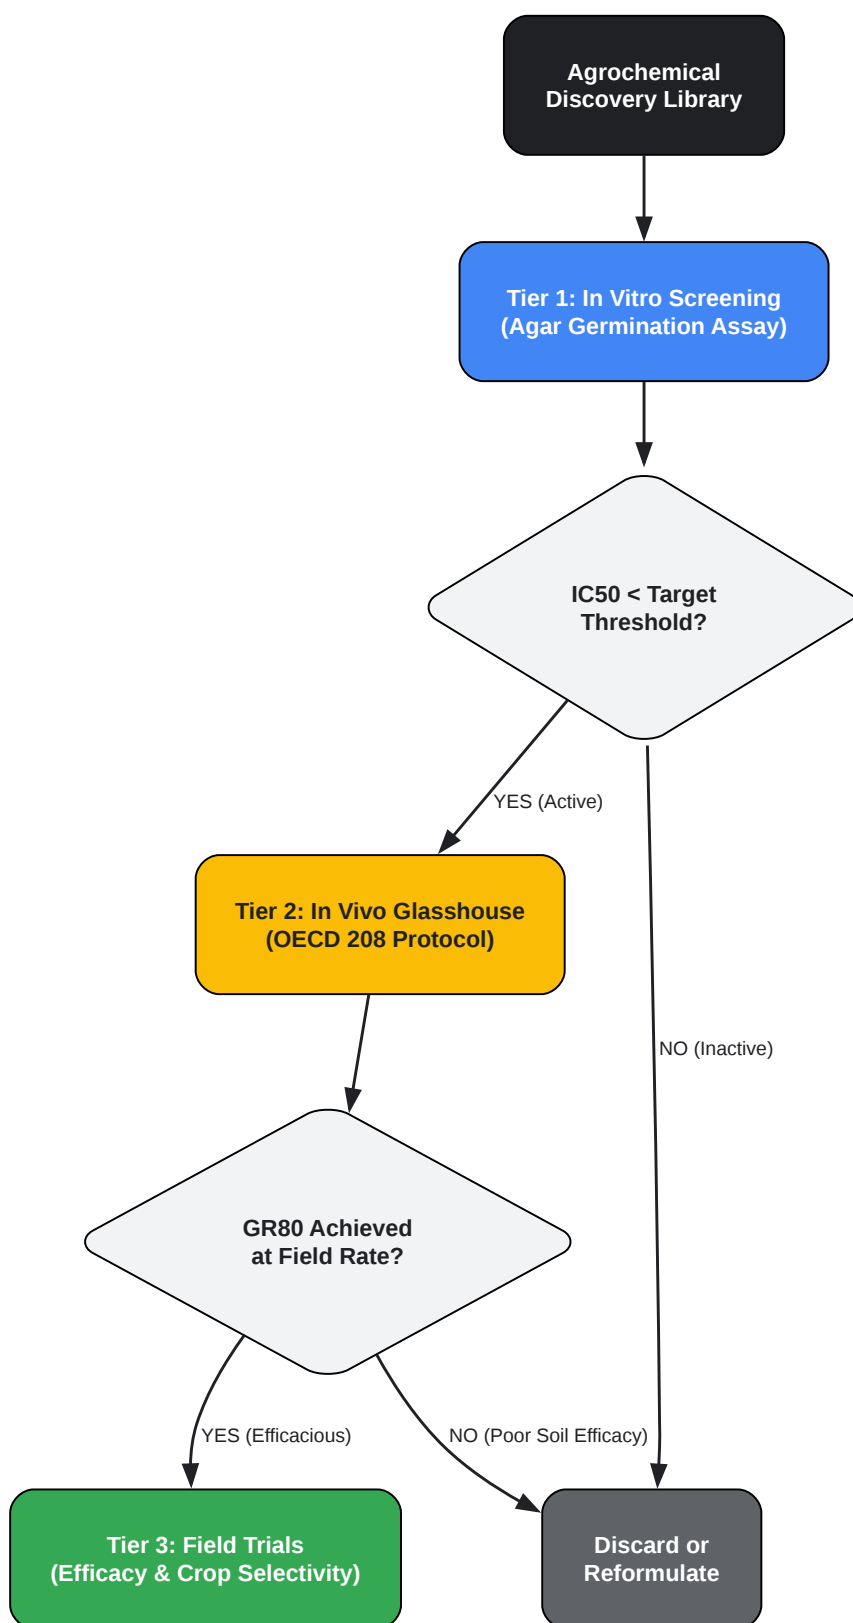 Agrochemical
Discovery Library
Tier 1: In Vitro Screening
(Agar Germination Assay)
IC50 < Target
Threshold?
YES (Active)
Tier 2: In Vivo Glasshouse
(OECD 208 Protocol)
NO (Inactive)
GR80 Achieved
at Field Rate?
YES (Efficacious)
NO (Poor Soil Efficacy)
Tier 3: Field Trials
(Efficacy & Crop Selectivity)
Discard or
Reformulate